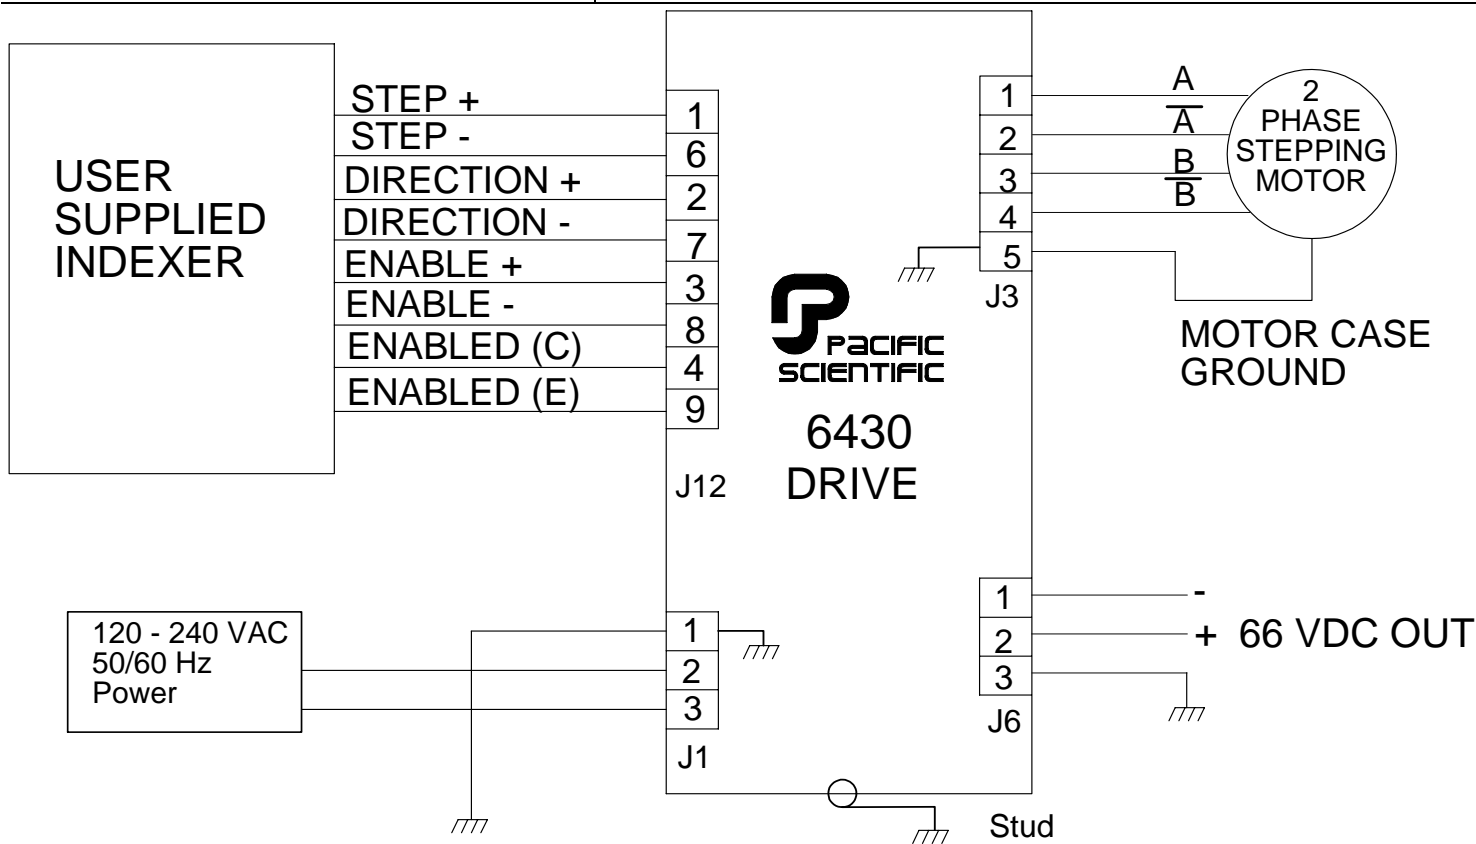 USER
SUPPLIED
INDEXER
STEP +
STEP -
DIRECTION +
DIRECTION -
ENABLE +
ENABLE -
ENABLED (C)
ENABLED (E)
1
6
2
7
3
8
4
9
J12
PACIFIC
SCIENTIFIC
6430
DRIVE
1
2
3
4
5
J3
A
A̅
B
B̅
2
PHASE
STEPPING
MOTOR
MOTOR CASE
GROUND
120 - 240 VAC
50/60 Hz
Power
1
2
3
J1
1
2
3
J6
-
+ 66 VDC OUT
Stud